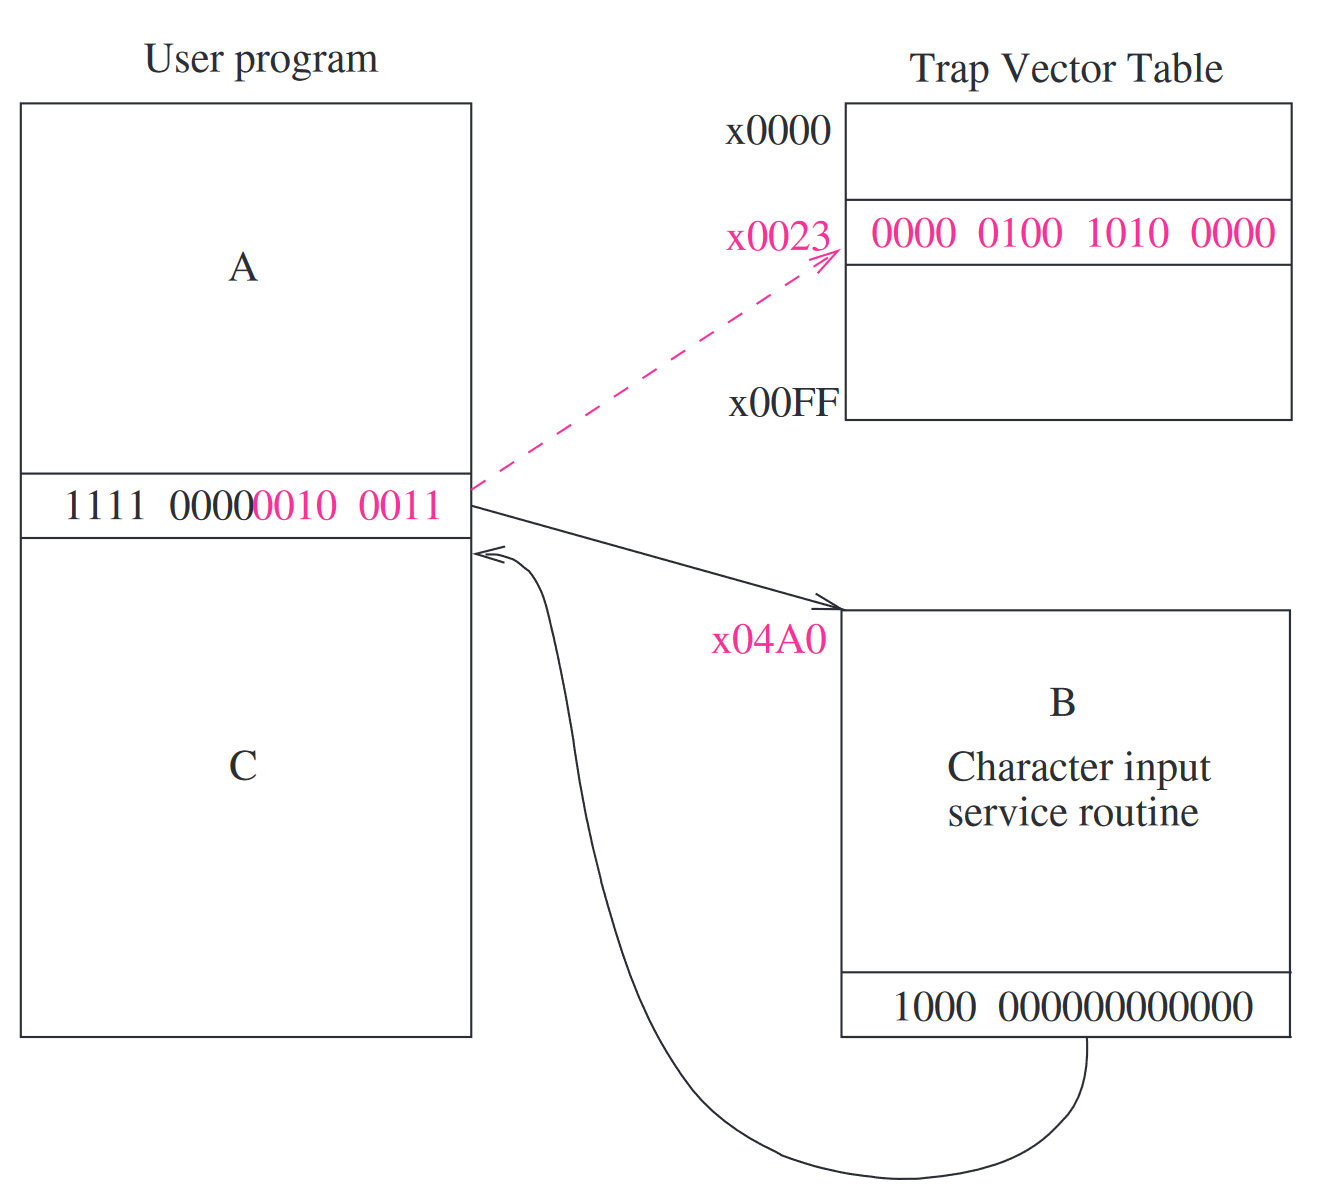 User program
A
1111 00000010 0011
C
Trap Vector Table
x0000
x0023 0000 0100 1010 0000
x00FF
x04A0
B
Character input
service routine
1000 000000000000